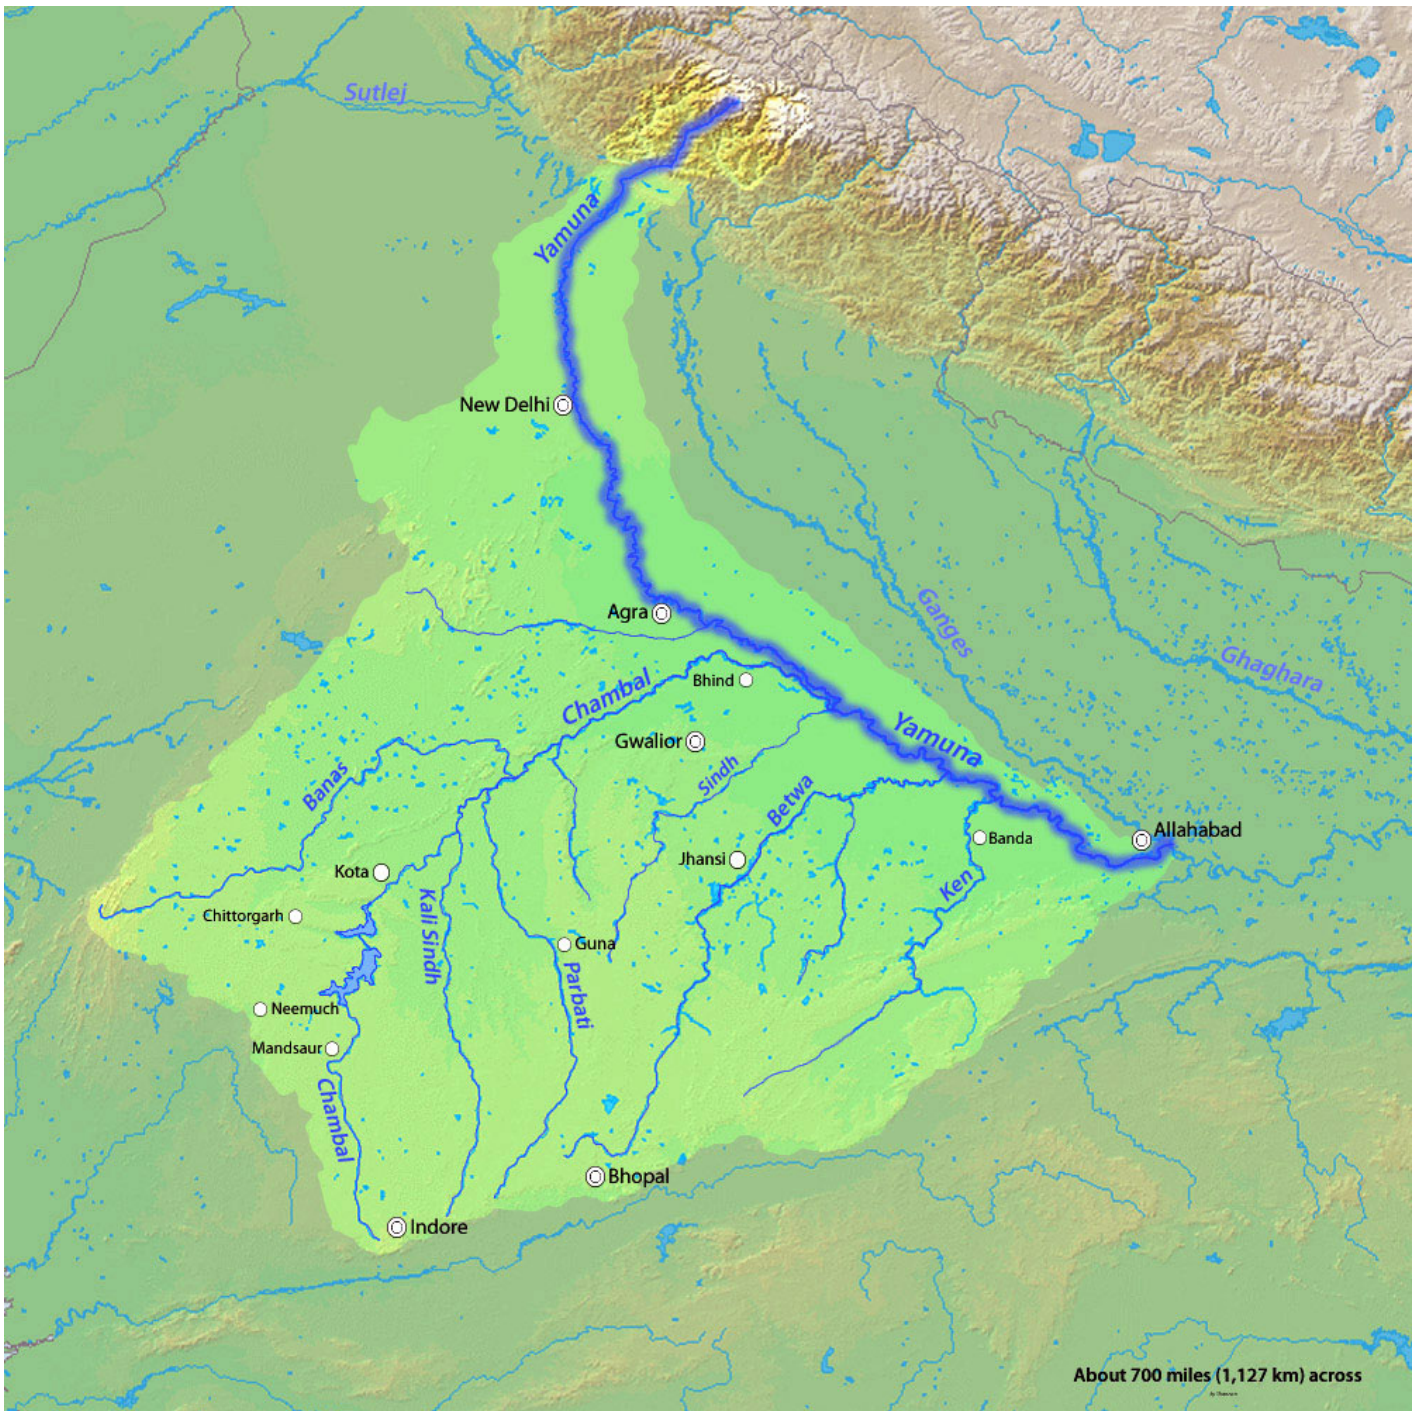 Sutlej
Yamuna
New Delhi
Agra
Ganges
Ghaghara
Chambal
Bhind
Gwalior
Yamuna
Sindh
Banas
Betwa
Allahabad
Banda
Jhansi
Kota
Ken
Chittorgarh
Kali Sindh
Guna
Parbati
Neemuch
Mandsaur
Chambal
Bhopal
Indore
About 700 miles (1,127 km) across